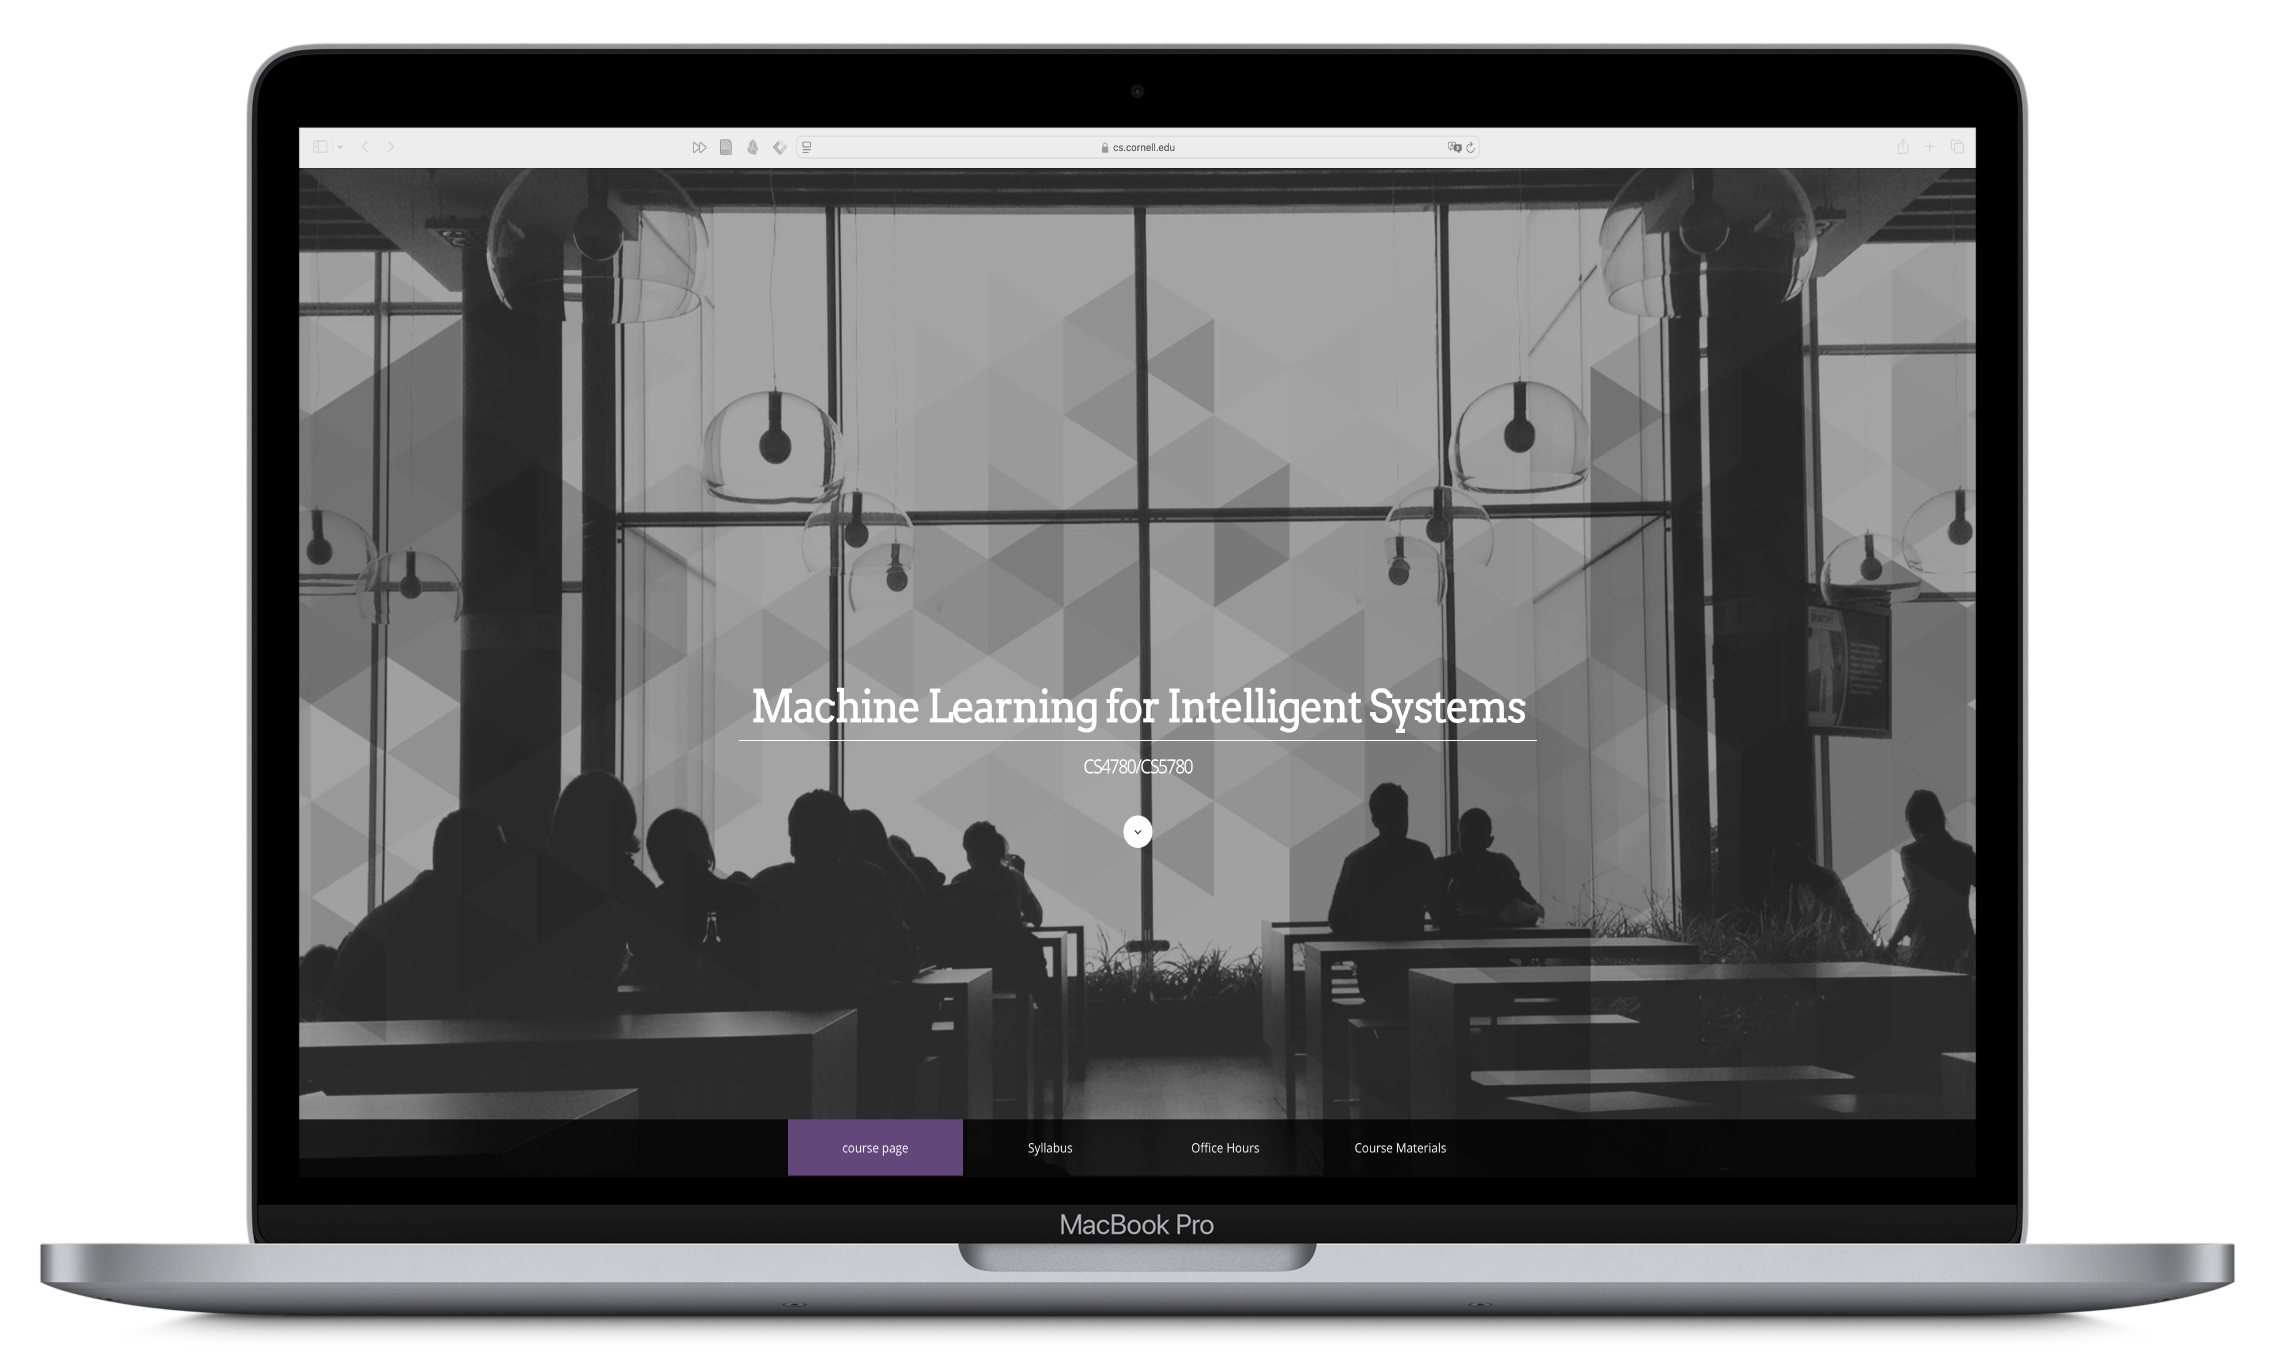 cs.cornell.edu
Machine Learning for Intelligent Systems
CS4780/CS5780
course page
Syllabus
Office Hours
Course Materials
MacBook Pro